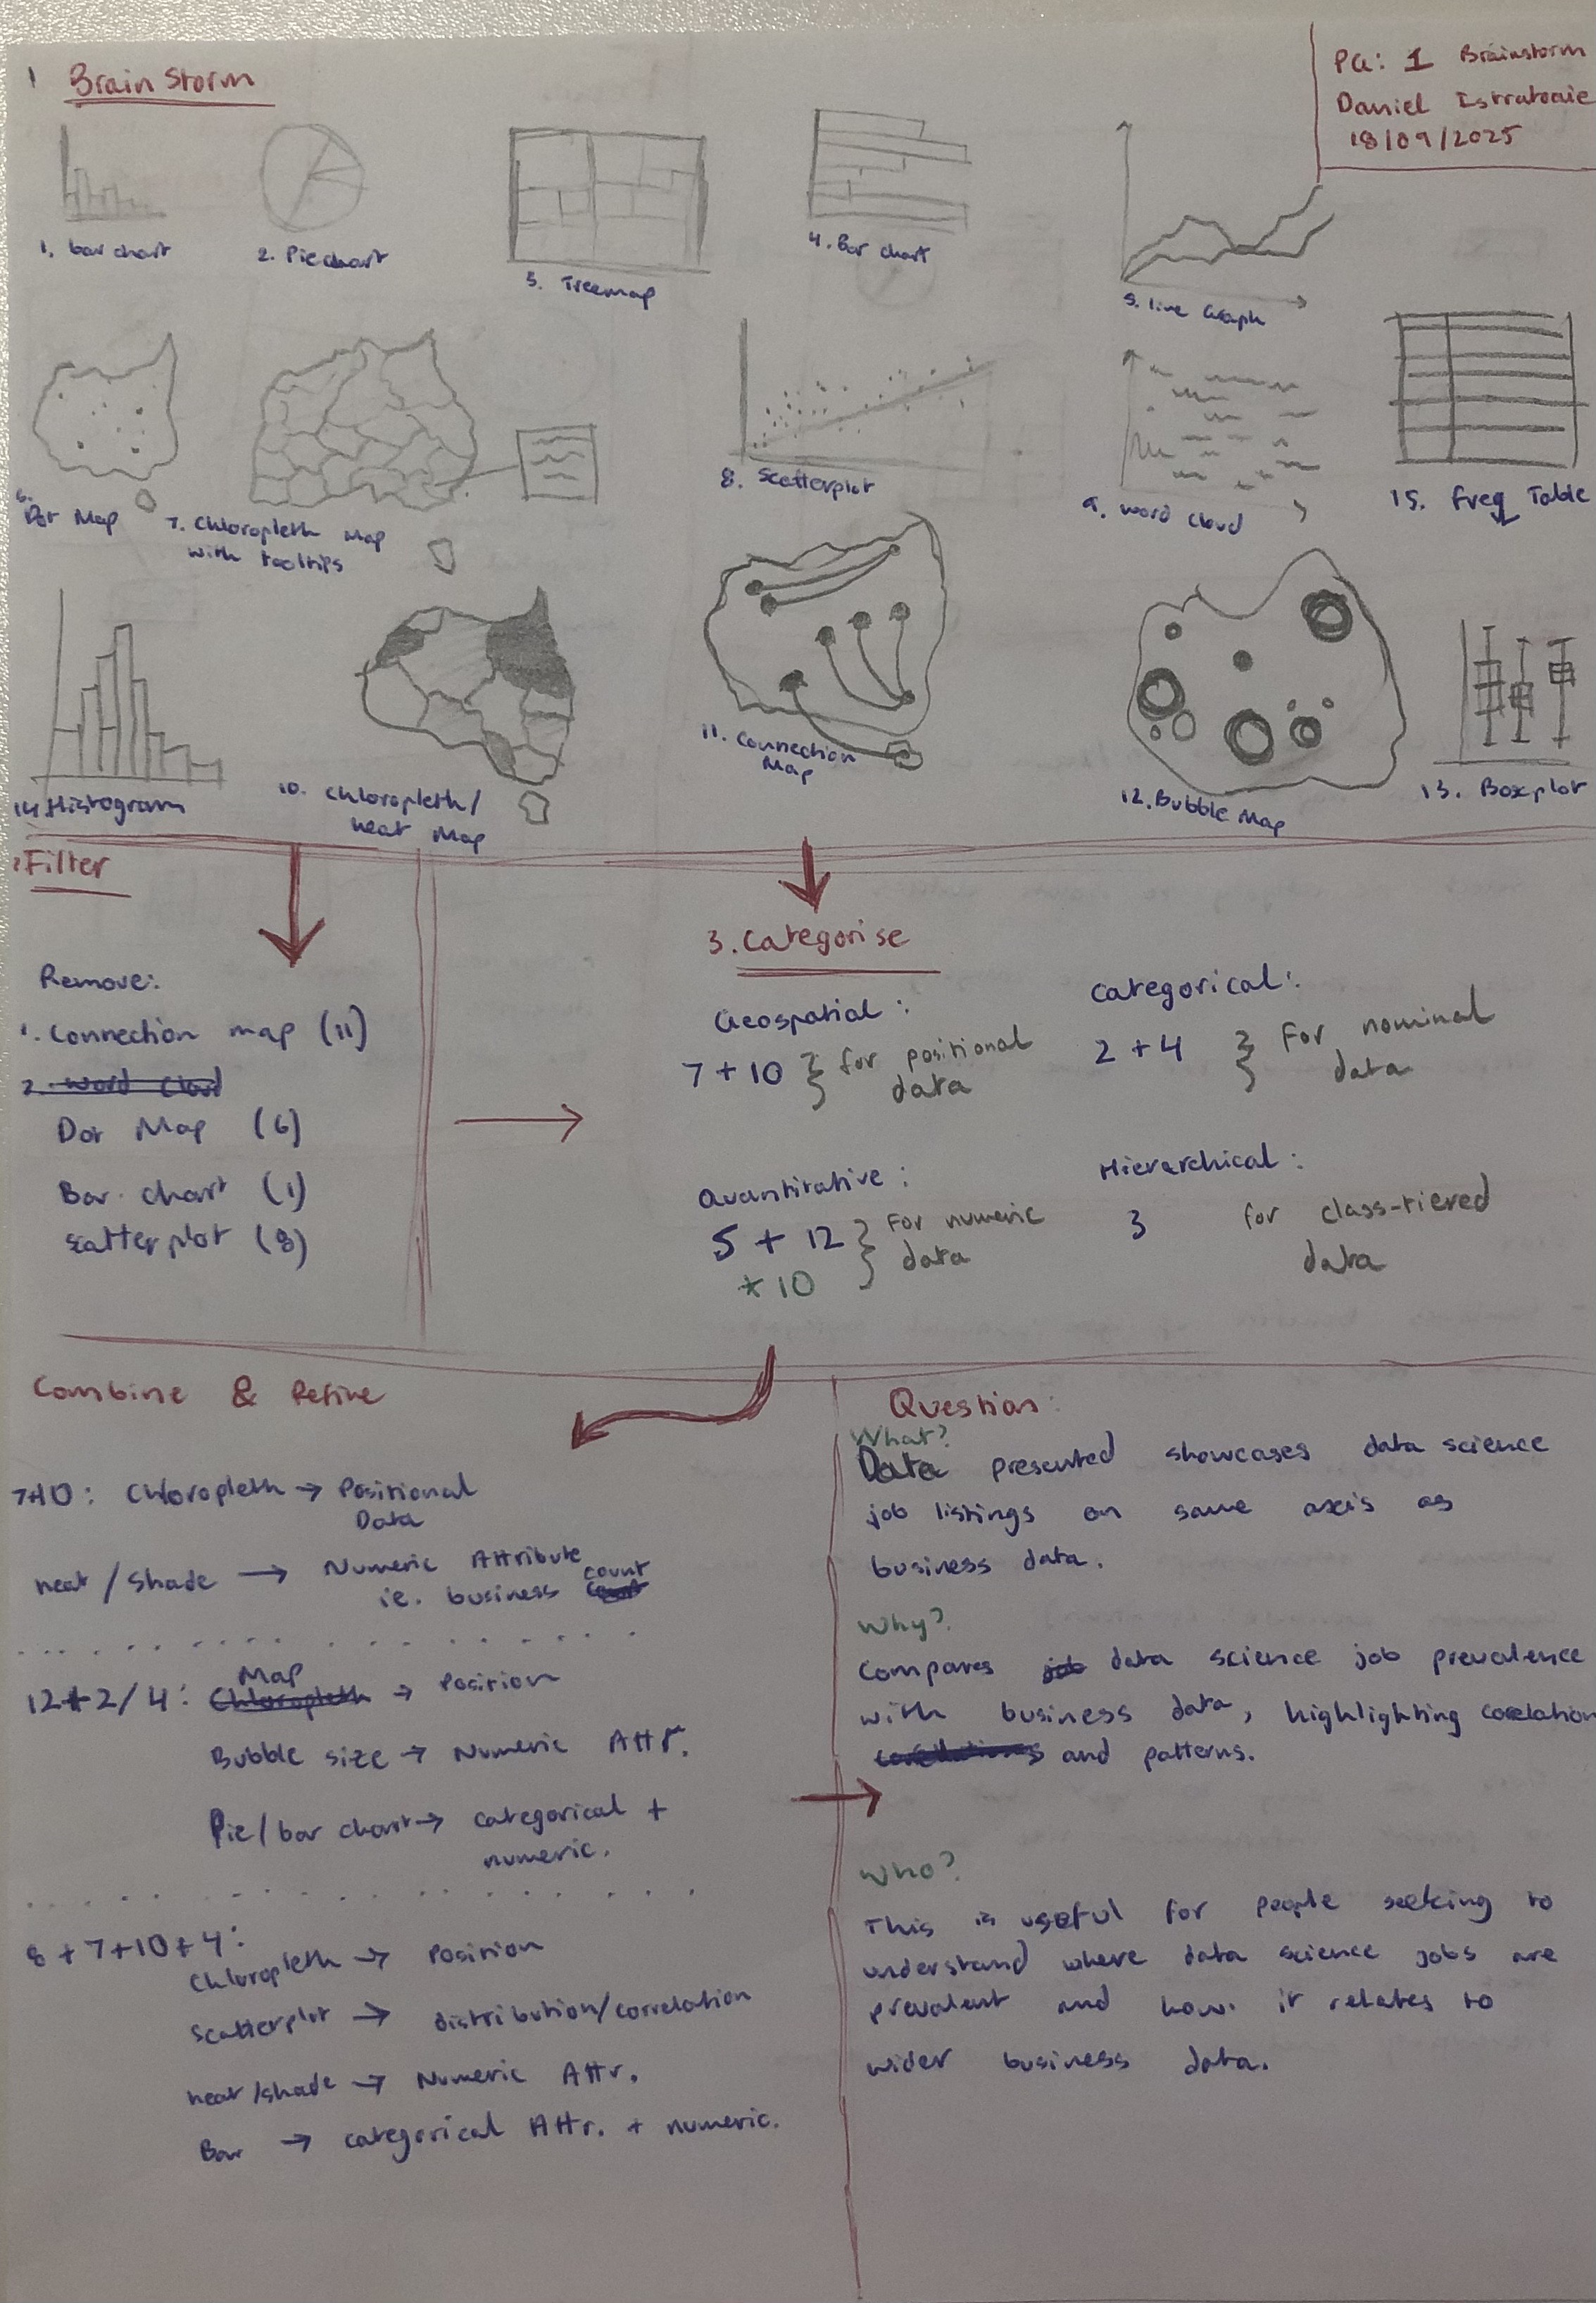 1 Brain Storm
PG: 1 Brainstorm
Daniel
18/09/2025
1. bar chart
2. Pie chart
3. Treemap
4. Bar chart
5. line Graph
6. Dot Map
7. Chloropleth Map
with tooltips
8. Scatterplot
9. word cloud
15. Freq Table
14. Histogram
10. Chloropleth/
heat Map
11. Connection
Map
12. Bubble Map
13. Boxplot
Filter
Remove:
1. Connection map (11)
2. word cloud
Dot Map (6)
Bar chart (1)
scatterplot (8)
3. Categorise
Geospatial:
7 + 10 } for positional
data
Categorical:
2 + 4 } For nominal
data
Quantitative:
5 + 12 } For numeric
data
* 10
Hierarchical:
3 for class-tiered
data
Combine & Refine
7+10: Chloropleth → Positional
Data
heat / shade → Numeric Attribute
ie. business count
12+2/4: Chloropleth Map → Position
Bubble size → Numeric Attr.
Pie/bar chart → categorical +
numeric.
8 + 7 + 10 + 4:
Chloropleth → Position
scatterplot → distribution/correlation
heat/shade → Numeric Attr.
Bar → categorical Attr. + numeric.
Question:
What?
Data presented showcases data science
job listings on same axis as
business data.
Why?
Compares job data science job prevalence
with business data, highlighting corelation
and patterns.
Who?
This is useful for people seeking to
understand where data science jobs are
prevalent and how it relates to
wider business data.